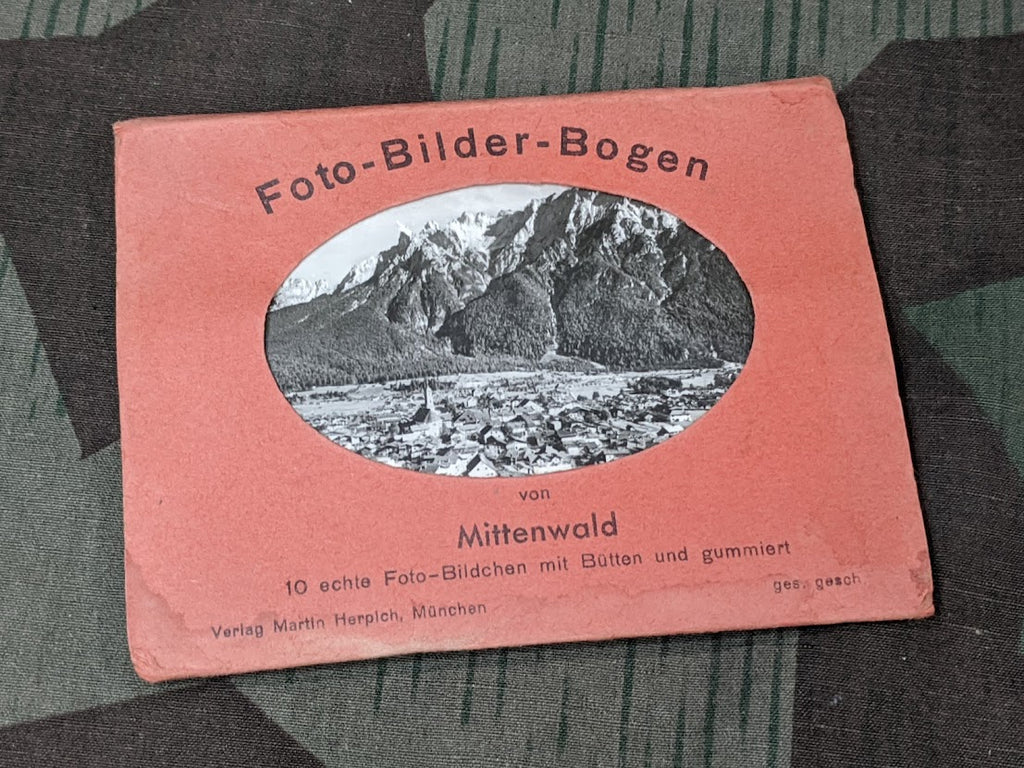 Foto-Bilder-Bogen
von
Mittenwald
10 echte Foto-Bildchen mit Bütten und gummiert
ges. gesch.
Verlag Martin Herpich, München